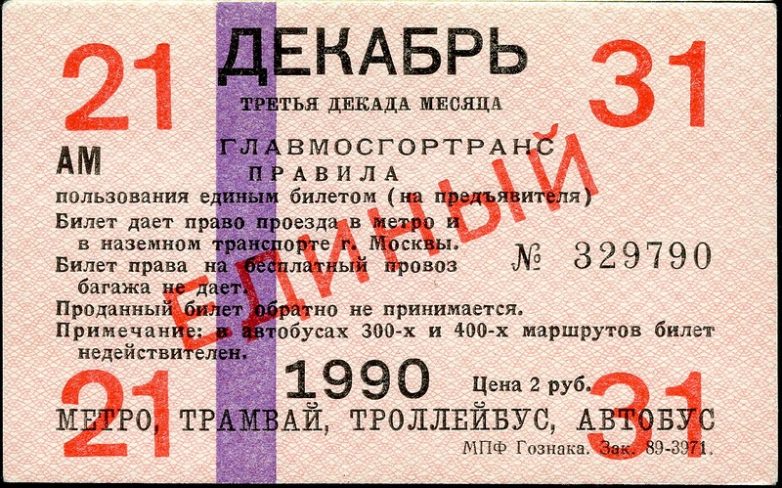 21 ДЕКАБРЬ 31
ТРЕТЬЯ ДЕКАДА МЕСЯЦА
ГЛАВМОСГОРТРАНС
АМ ПРАВИЛА
пользования единым билетом (на предъявителя)
Билет дает право проезда в метро и
в наземном транспорте г. Москвы.
№ 329790
Билет права на бесплатный провоз
багажа не дает.
Проданный билет обратно не принимается.
Примечание: в автобусах 300-х и 400-х маршрутов билет
недействителен.
ЕДИНЫЙ
21 1990 Цена 2 руб. 31
МЕТРО, ТРАМВАЙ, ТРОЛЛЕЙБУС, АВТОБУС
МПФ Гознака. Зак. 89-3971.